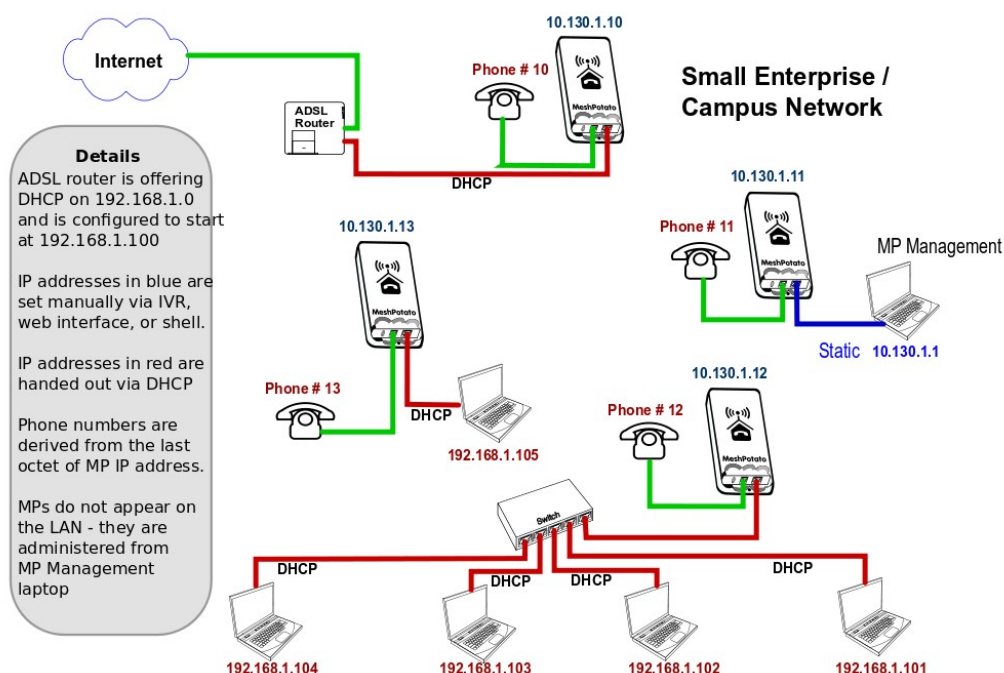 Internet
10.130.1.10
Phone # 10
MeshPotato
ADSL
Router
DHCP
Small Enterprise /
Campus Network
Details
ADSL router is offering
DHCP on 192.168.1.0
and is configured to start
at 192.168.1.100
IP addresses in blue are
set manually via IVR,
web interface, or shell.
IP addresses in red are
handed out via DHCP
Phone numbers are
derived from the last
octet of MP IP address.
MPs do not appear on
the LAN - they are
administered from
MP Management
laptop
10.130.1.13
MeshPotato
Phone # 13
DHCP
192.168.1.105
10.130.1.11
Phone # 11
MeshPotato
MP Management
Static 10.130.1.1
10.130.1.12
Phone # 12
MeshPotato
Switch
DHCP
DHCP
DHCP
DHCP
192.168.1.104
192.168.1.103
192.168.1.102
192.168.1.101